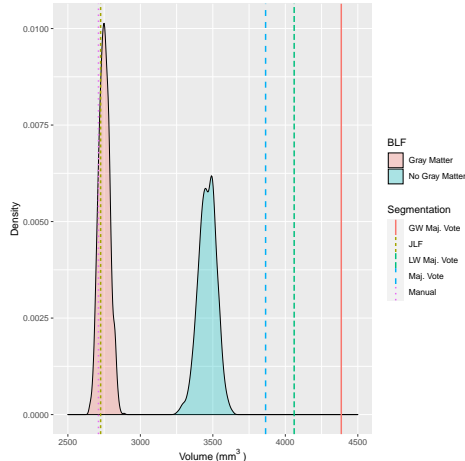 0.0100
0.0075
0.0050
0.0025
0.0000
Density
2500 3000 3500 4000 4500
Volume (mm³)
BLF
Gray Matter
No Gray Matter
Segmentation
GW Maj. Vote
JLF
LW Maj. Vote
Maj. Vote
Manual